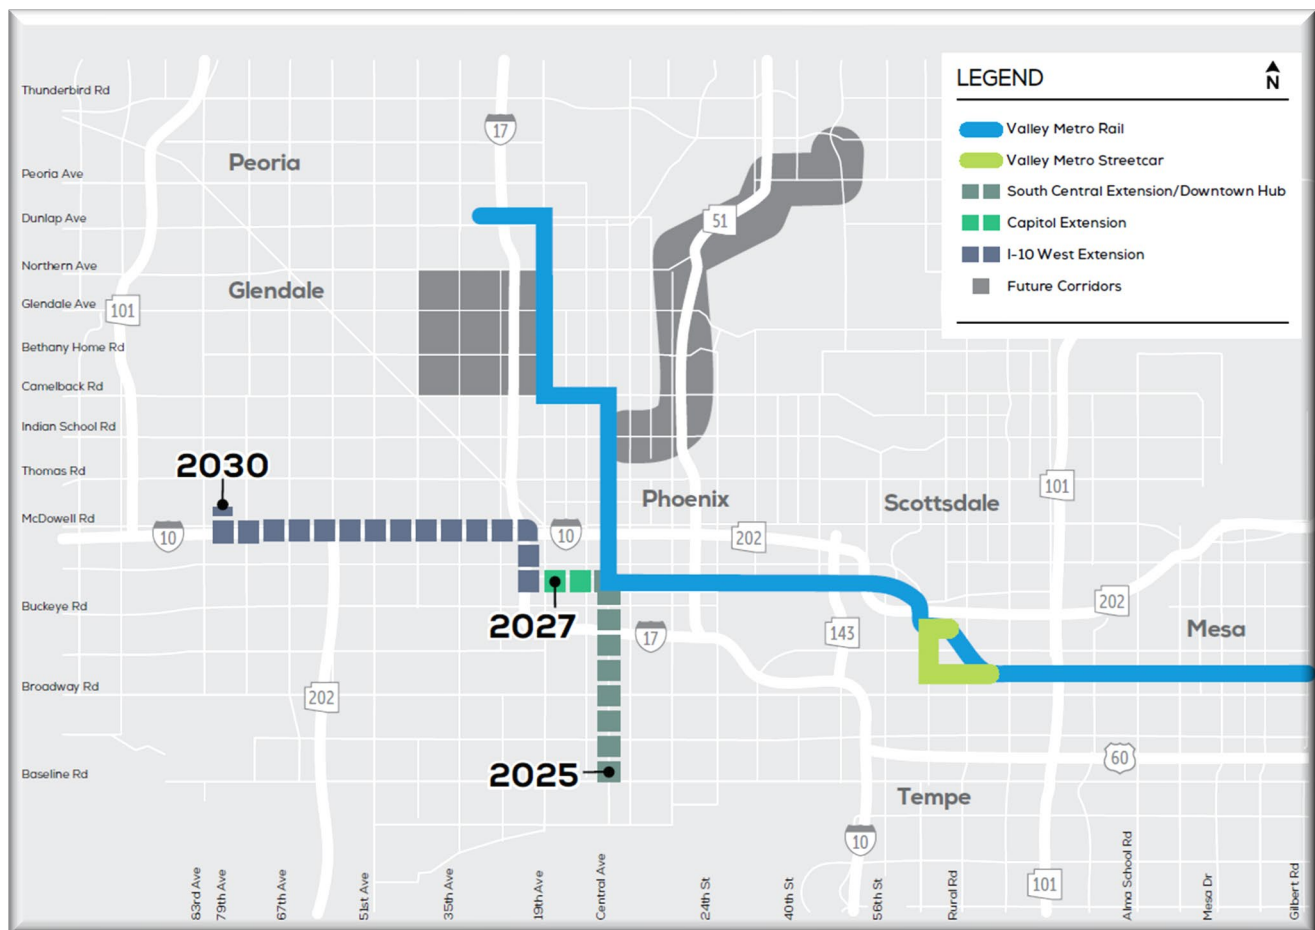 LEGEND
N
Valley Metro Rail
Valley Metro Streetcar
South Central Extension/Downtown Hub
Capitol Extension
I-10 West Extension
Future Corridors
Thunderbird Rd
17
Peoria
Peoria Ave
Dunlap Ave
51
Northern Ave
Glendale
Glendale Ave
101
Bethany Home Rd
Camelback Rd
Indian School Rd
2030
Thomas Rd
101
Phoenix
Scottsdale
McDowell Rd
10
10
202
Buckeye Rd
2027
17
143
202
Mesa
Broadway Rd
202
60
Baseline Rd
2025
Tempe
10
101
83rd Ave
79th Ave
67th Ave
51st Ave
35th Ave
19th Ave
Central Ave
24th St
40th St
56th St
Rural Rd
Alma School Rd
Mesa Dr
Gilbert Rd